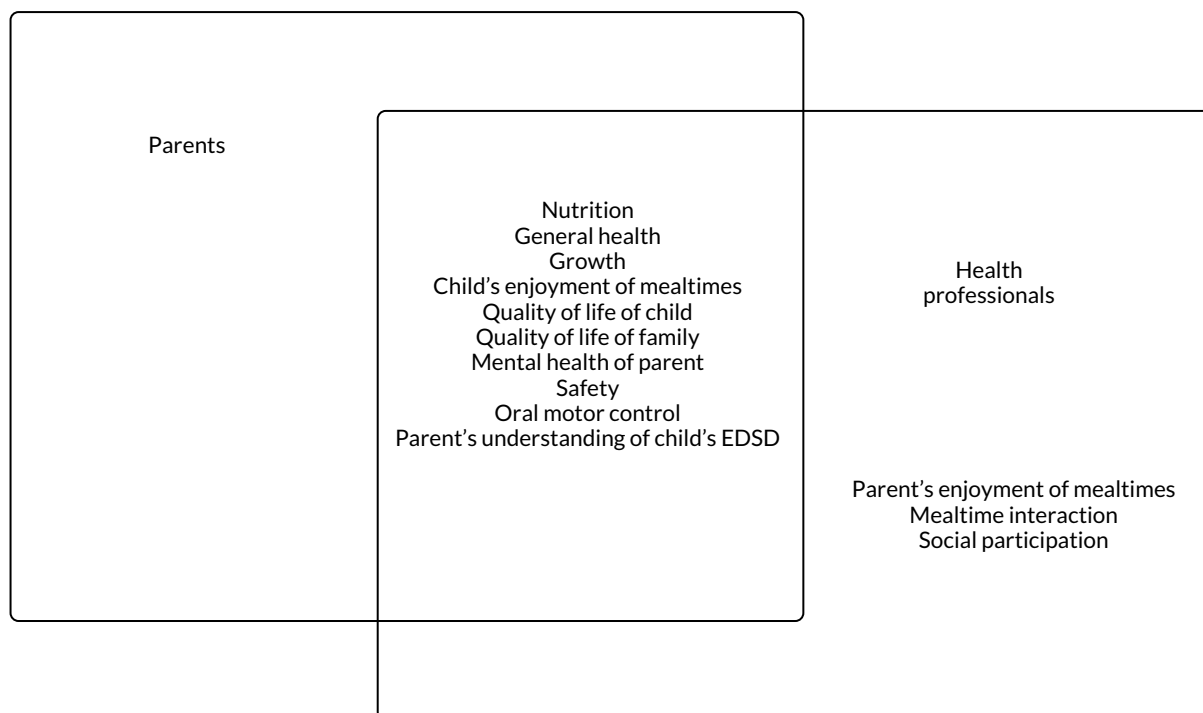 Parents
Nutrition
General health
Growth
Child’s enjoyment of mealtimes
Quality of life of child
Quality of life of family
Mental health of parent
Safety
Oral motor control
Parent’s understanding of child’s EDSD
Health
professionals
Parent’s enjoyment of mealtimes
Mealtime interaction
Social participation